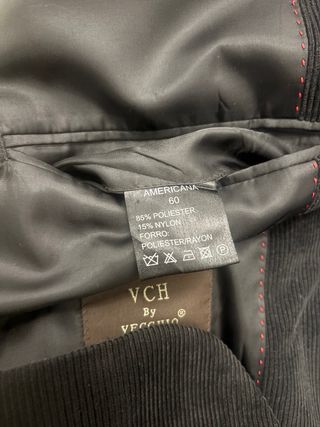 AMERICANA
60
85% POLIESTER
15% NYLON
FORRO:
POLIESTER/RAYON
VCH
By
VECCHIO ®